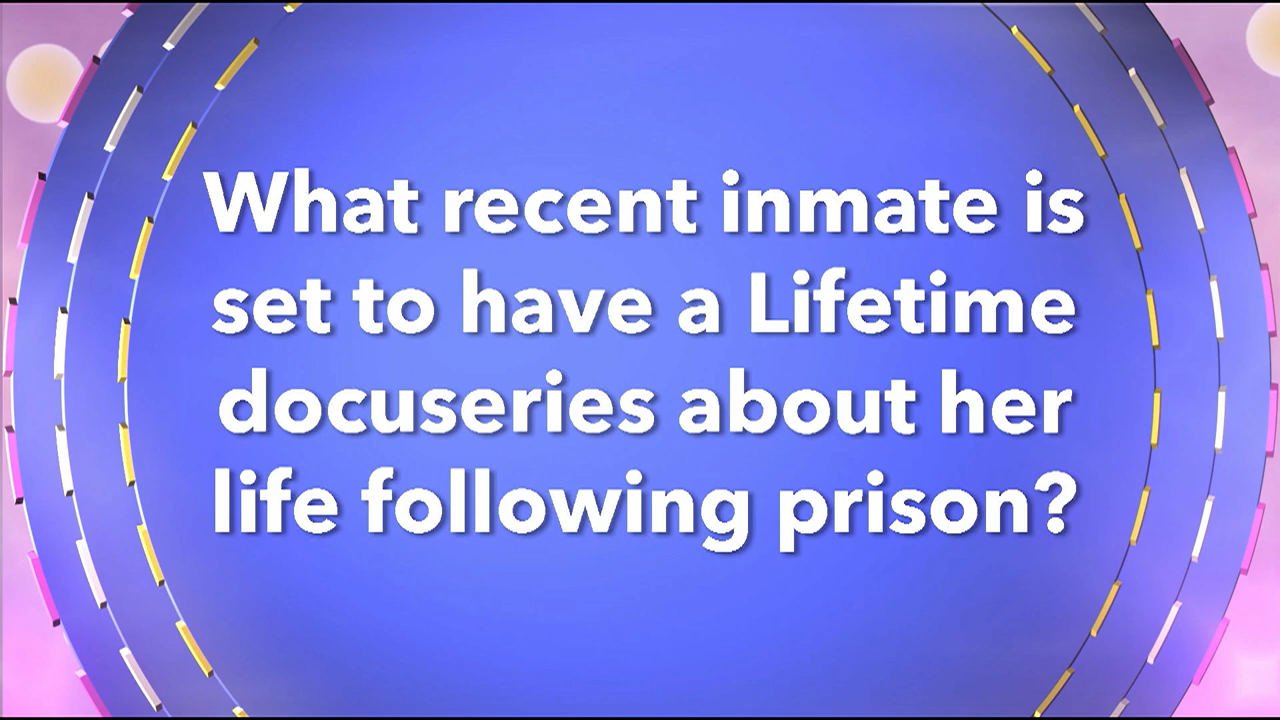 What recent inmate is
set to have a Lifetime
docuseries about her
life following prison?